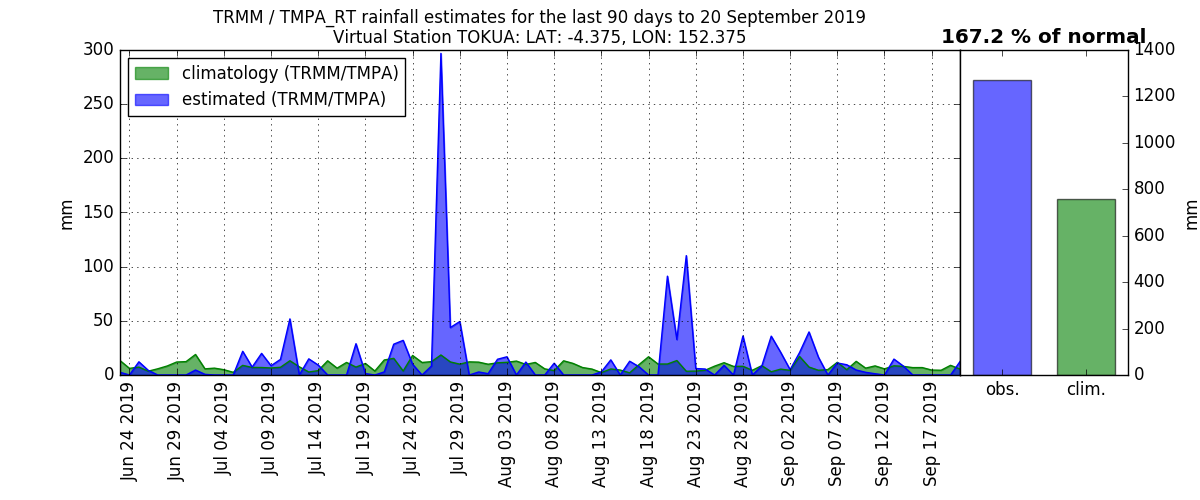 TRMM / TMPA_RT rainfall estimates for the last 90 days to 20 September 2019
Virtual Station TOKUA: LAT: -4.375, LON: 152.375
167.2 % of normal
climatology (TRMM/TMPA)
estimated (TRMM/TMPA)
300
250
200
150
100
50
0
mm
Jun 24 2019
Jun 29 2019
Jul 04 2019
Jul 09 2019
Jul 14 2019
Jul 19 2019
Jul 24 2019
Jul 29 2019
Aug 03 2019
Aug 08 2019
Aug 13 2019
Aug 18 2019
Aug 23 2019
Aug 28 2019
Sep 02 2019
Sep 07 2019
Sep 12 2019
Sep 17 2019
1400
1200
1000
800
600
400
200
0
mm
obs.
clim.